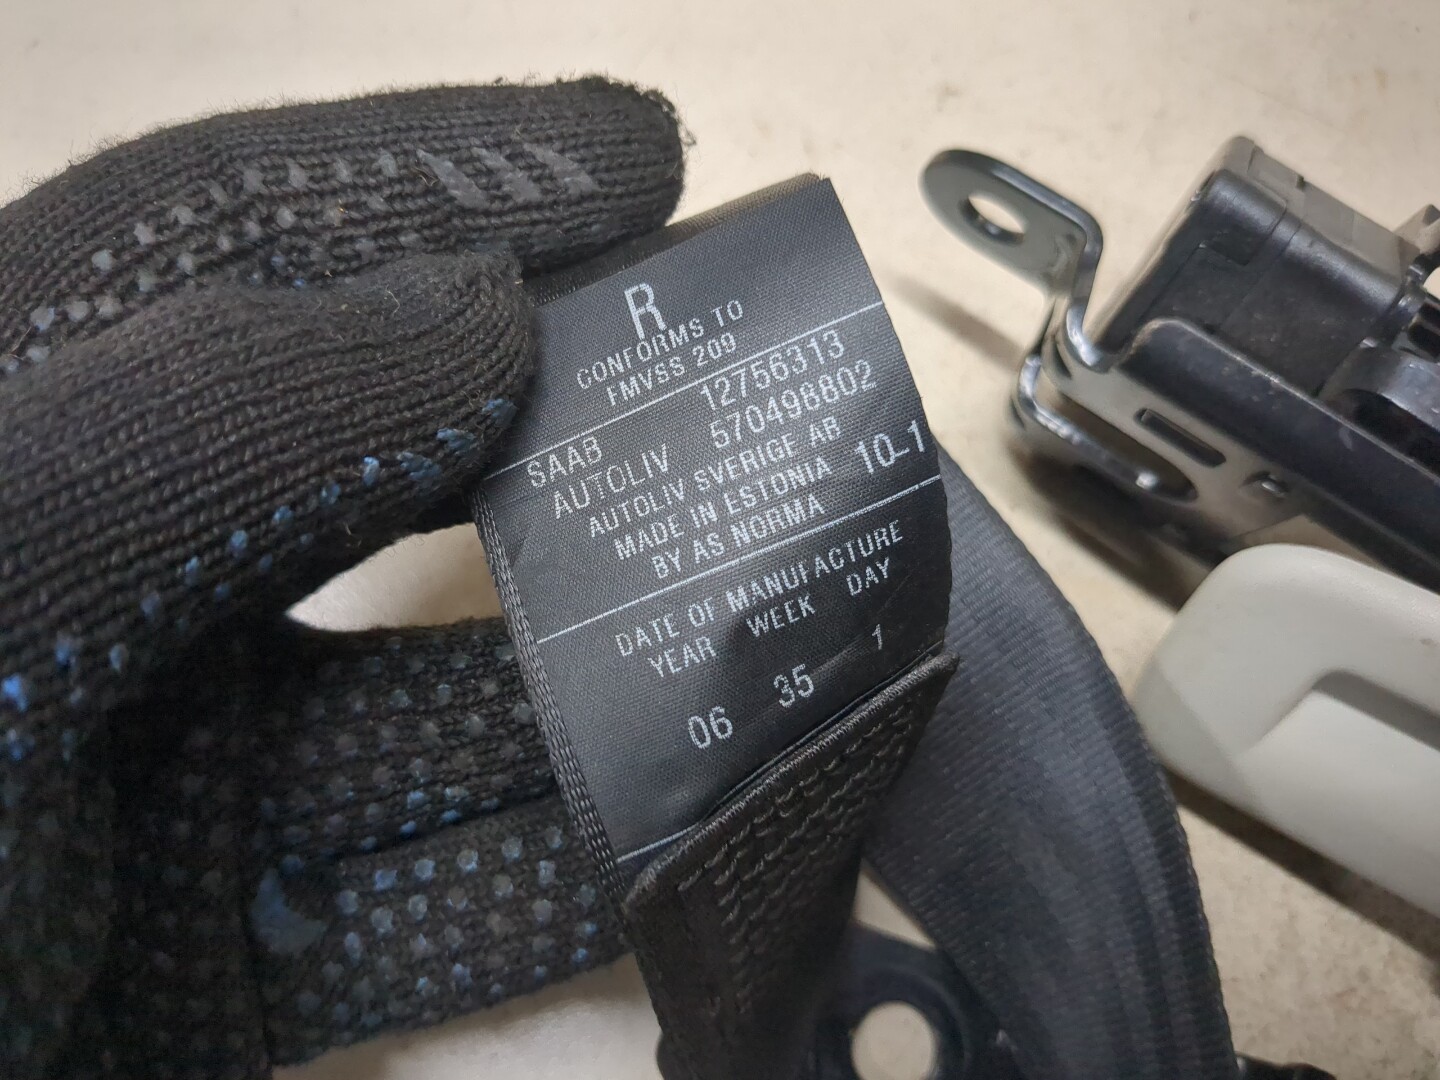 R
CONFORMS TO
FMVSS 209
SAAB 12756313
AUTOLIV 570498802
AUTOLIV SVERIGE AB
MADE IN ESTONIA 10-1
BY AS NORMA
DATE OF MANUFACTURE
YEAR WEEK DAY
06 35 1